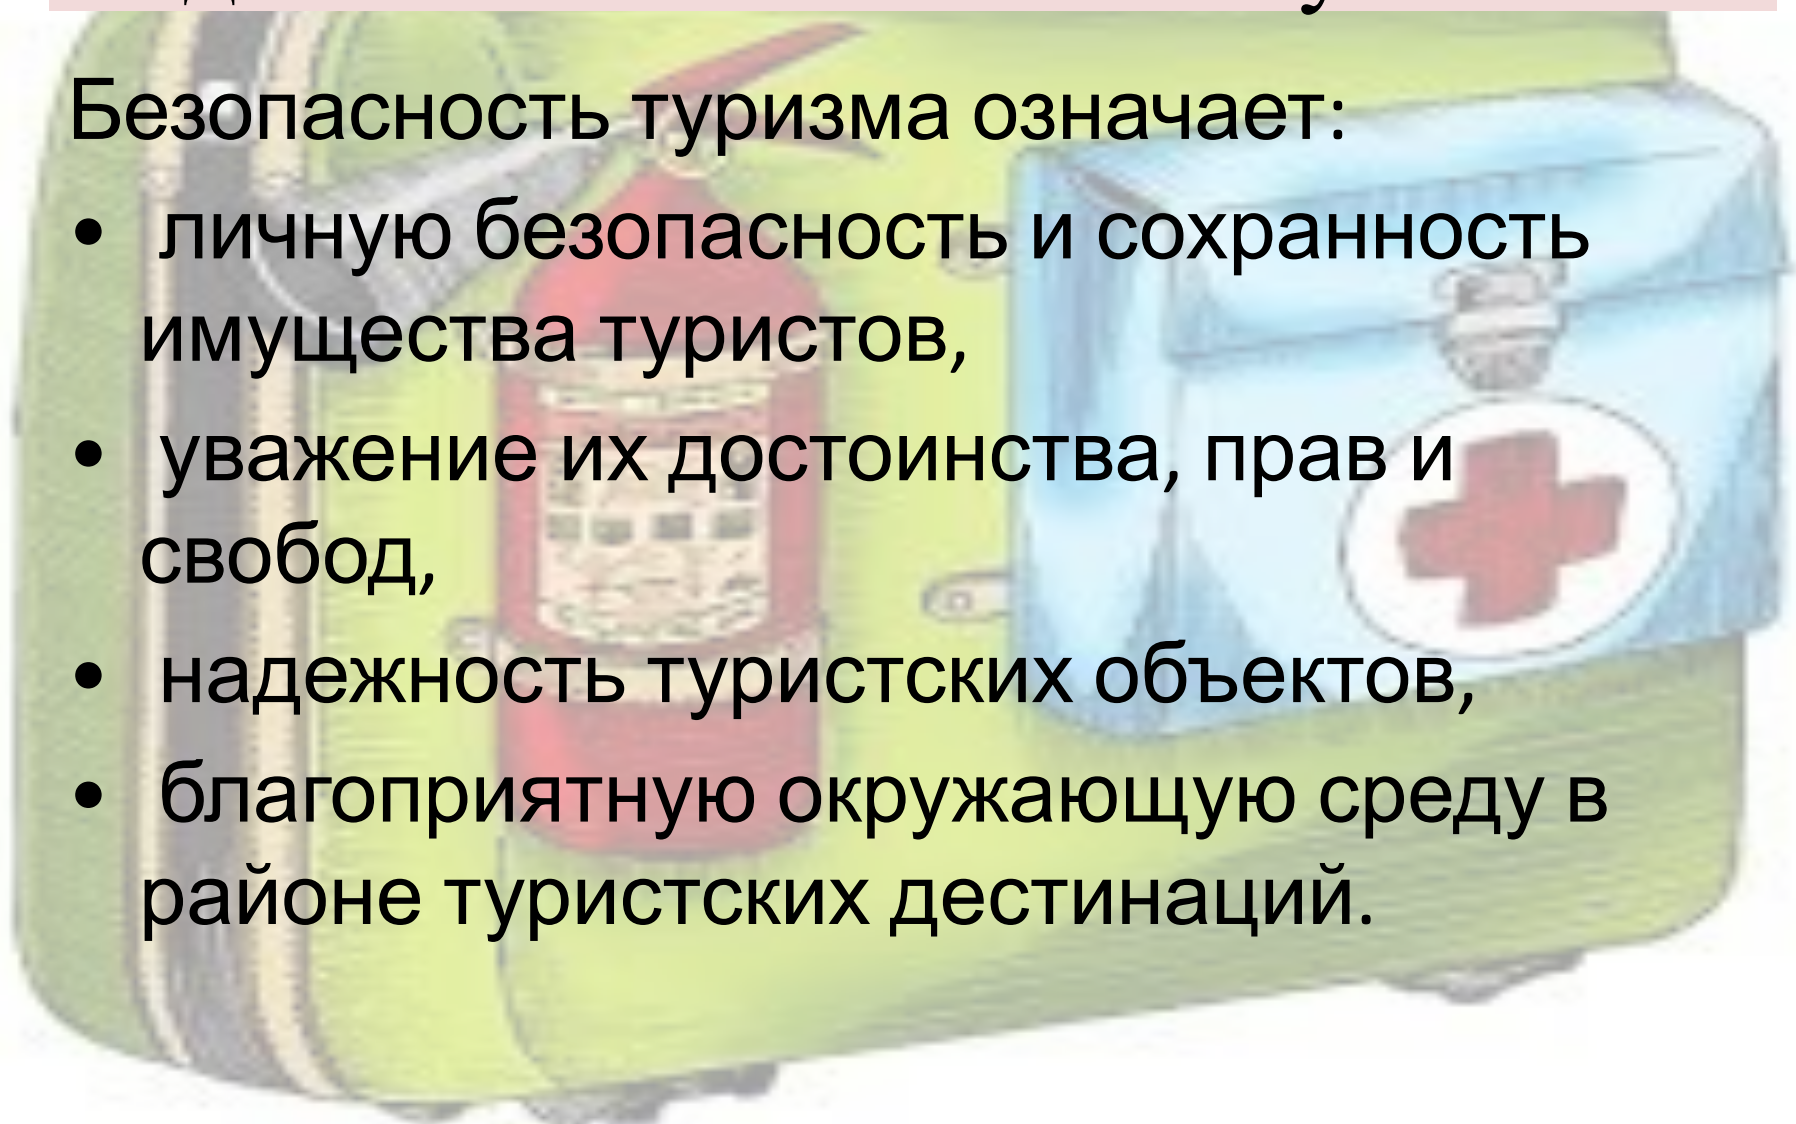 Безопасность туризма означает:
• личную безопасность и сохранность
имущества туристов,
• уважение их достоинства, прав и
свобод,
• надежность туристских объектов,
• благоприятную окружающую среду в
районе туристских дестинаций.